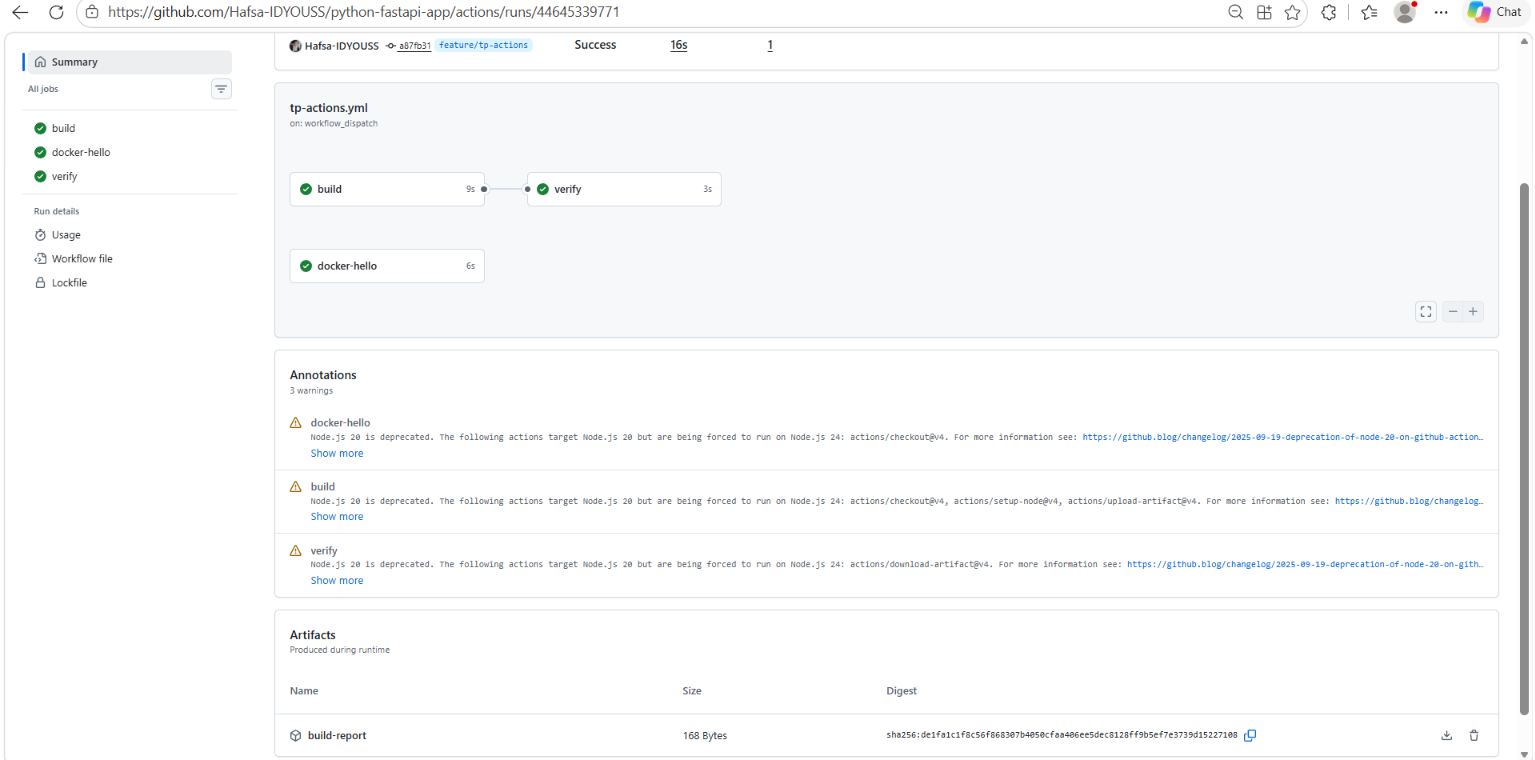 https://github.com/Hafsa-IDYOUSS/python-fastapi-app/actions/runs/44645339771
Chat
Summary
All jobs
build
docker-hello
verify
Run details
Usage
Workflow file
Lockfile
Hafsa-IDYOUSS a87fb31 feature/tp-actions Success 16s 1
tp-actions.yml
on: workflow_dispatch
build 9s verify 3s
docker-hello 6s
Annotations
3 warnings
docker-hello
Node.js 20 is deprecated. The following actions target Node.js 20 but are being forced to run on Node.js 24: actions/checkout@v4. For more information see: https://github.blog/changelog/2025-09-19-deprecation-of-node-20-on-github-action…
Show more
build
Node.js 20 is deprecated. The following actions target Node.js 20 but are being forced to run on Node.js 24: actions/checkout@v4, actions/setup-node@v4, actions/upload-artifact@v4. For more information see: https://github.blog/changelog…
Show more
verify
Node.js 20 is deprecated. The following actions target Node.js 20 but are being forced to run on Node.js 24: actions/download-artifact@v4. For more information see: https://github.blog/changelog/2025-09-19-deprecation-of-node-20-on-gith…
Show more
Artifacts
Produced during runtime
Name Size Digest
build-report 168 Bytes sha256:de1fa1c1f8c56f868307b4050cfaa406ee5dec8128ff9b5ef7e3739d15227108